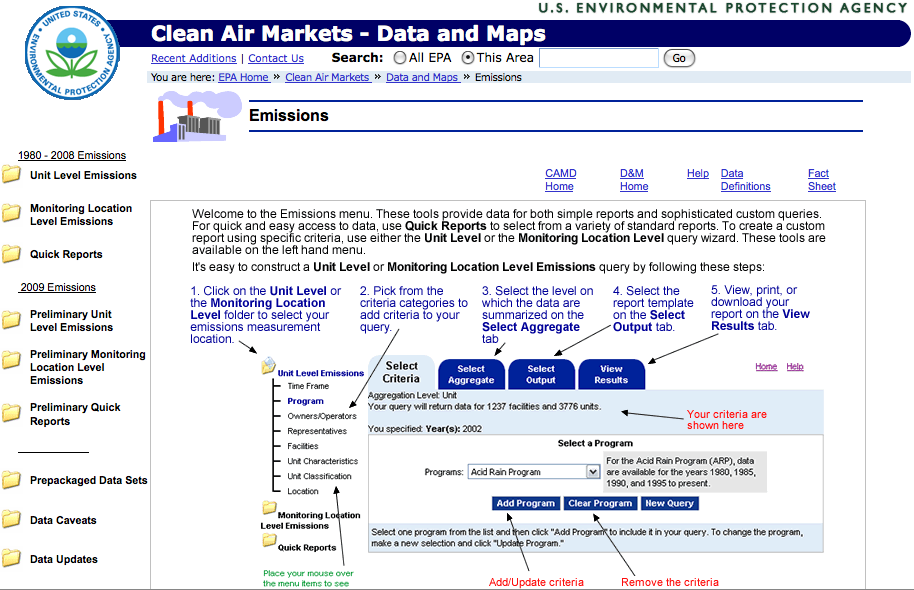 U.S. ENVIRONMENTAL PROTECTION AGENCY
UNITED STATES
ENVIRONMENTAL PROTECTION AGENCY
Clean Air Markets - Data and Maps
Recent Additions | Contact Us Search: All EPA This Area Go
You are here: EPA Home » Clean Air Markets » Data and Maps » Emissions
Emissions
1980 - 2008 Emissions
Unit Level Emissions
Monitoring Location
Level Emissions
Quick Reports
2009 Emissions
Preliminary Unit
Level Emissions
Preliminary Monitoring
Location Level
Emissions
Preliminary Quick
Reports
Prepackaged Data Sets
Data Caveats
Data Updates
CAMD
Home
D&M
Home
Help
Data
Definitions
Fact
Sheet
Welcome to the Emissions menu. These tools provide data for both simple reports and sophisticated custom queries.
For quick and easy access to data, use Quick Reports to select from a variety of standard reports. To create a custom
report using specific criteria, use either the Unit Level or the Monitoring Location Level query wizard. These tools are
available on the left hand menu.
It's easy to construct a Unit Level or Monitoring Location Level Emissions query by following these steps:
1. Click on the Unit Level or
the Monitoring Location
Level folder to select your
emissions measurement
location.
2. Pick from the
criteria categories to
add criteria to your
query.
3. Select the level on
which the data are
summarized on the
Select Aggregate
tab
4. Select the
report template
on the Select
Output tab.
5. View, print, or
download your
report on the View
Results tab.
Unit Level Emissions
Time Frame
Program
Owners/Operators
Representatives
Facilities
Unit Characteristics
Unit Classification
Location
Monitoring Location
Level Emissions
Quick Reports
Place your mouse over
the menu items to see
Select
Criteria
Select
Aggregate
Select
Output
View
Results
Home Help
Aggregation Level: Unit
Your query will return data for 1237 facilities and 3776 units.
You specified: Year(s): 2002
Your criteria are
shown here
Select a Program
Programs: Acid Rain Program
For the Acid Rain Program (ARP), data
are available for the years 1980, 1985,
1990, and 1995 to present.
Add Program Clear Program New Query
Select one program from the list and then click "Add Program" to include it in your query. To change the program,
make a new selection and click "Update Program."
Add/Update criteria
Remove the criteria